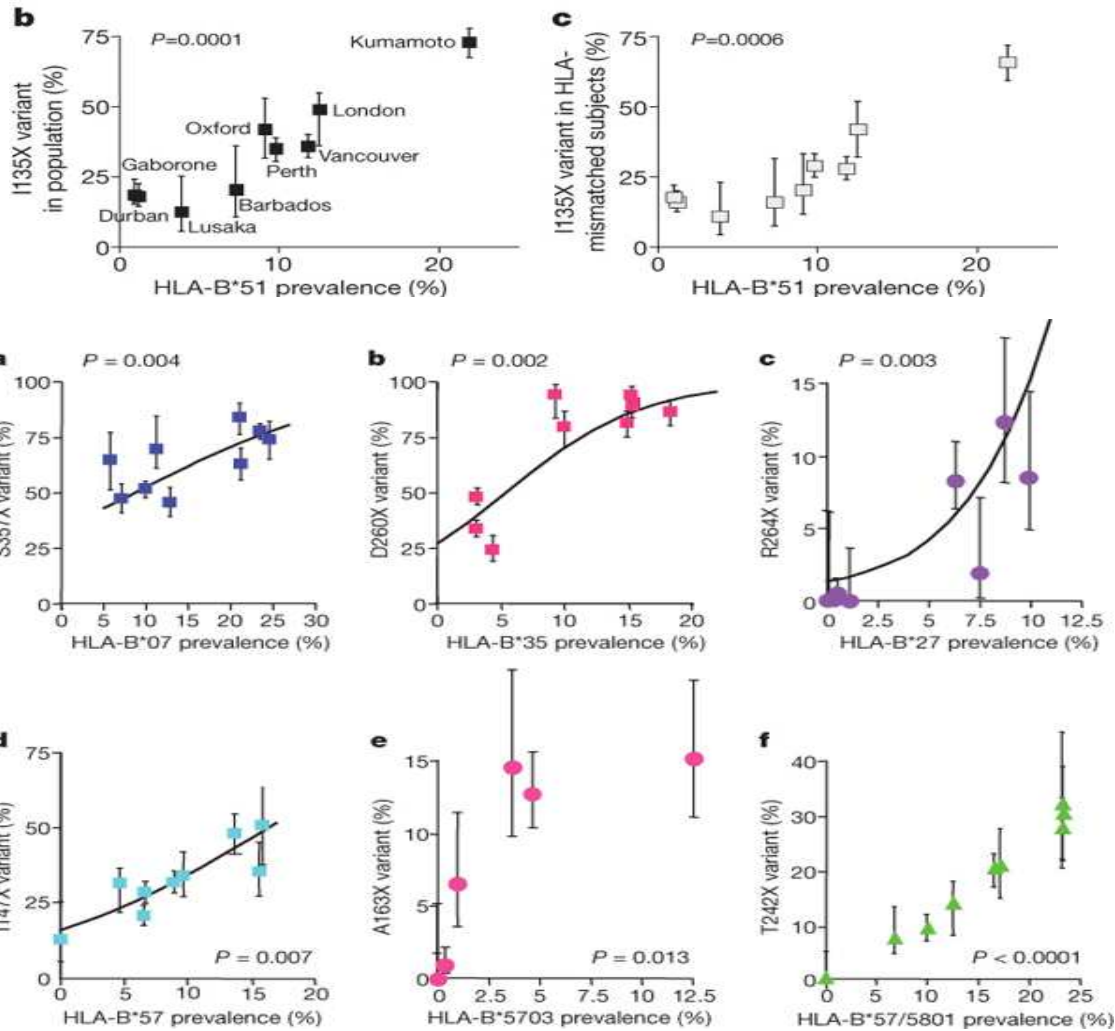 b
P=0.0001
75
50
25
0
I135X variant
in population (%)
Kumamoto
London
Oxford
Vancouver
Perth
Gaborone
Barbados
Durban
Lusaka
0 10 20
HLA-B*51 prevalence (%)
c
P=0.0006
75
50
25
0
I135X variant in HLA-
mismatched subjects (%)
0 10 20
HLA-B*51 prevalence (%)
P = 0.004
100
75
50
25
0
S357X variant (%)
0 5 10 15 20 25 30
HLA-B*07 prevalence (%)
b
P = 0.002
100
75
50
25
0
D260X variant (%)
0 5 10 15 20
HLA-B*35 prevalence (%)
c
P = 0.003
15
10
5
0
R264X variant (%)
0 2.5 5.0 7.5 10 12.5
HLA-B*27 prevalence (%)
d
75
50
25
0
variant (%)
P = 0.007
0 5 10 15 20
HLA-B*57 prevalence (%)
e
15
10
5
0
A163X variant (%)
P = 0.013
0 2.5 5 7.5 10 12.5
HLA-B*5703 prevalence (%)
f
40
30
20
10
0
T242X variant (%)
P < 0.0001
0 5 10 15 20 25
HLA-B*57/5801 prevalence (%)